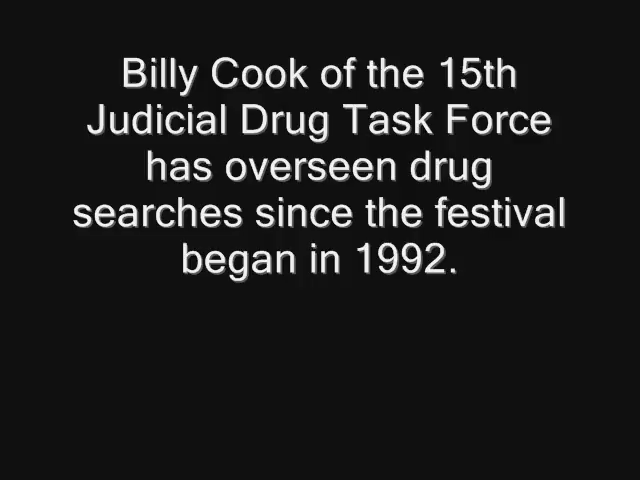 Billy Cook of the 15th
Judicial Drug Task Force
has overseen drug
searches since the festival
began in 1992.